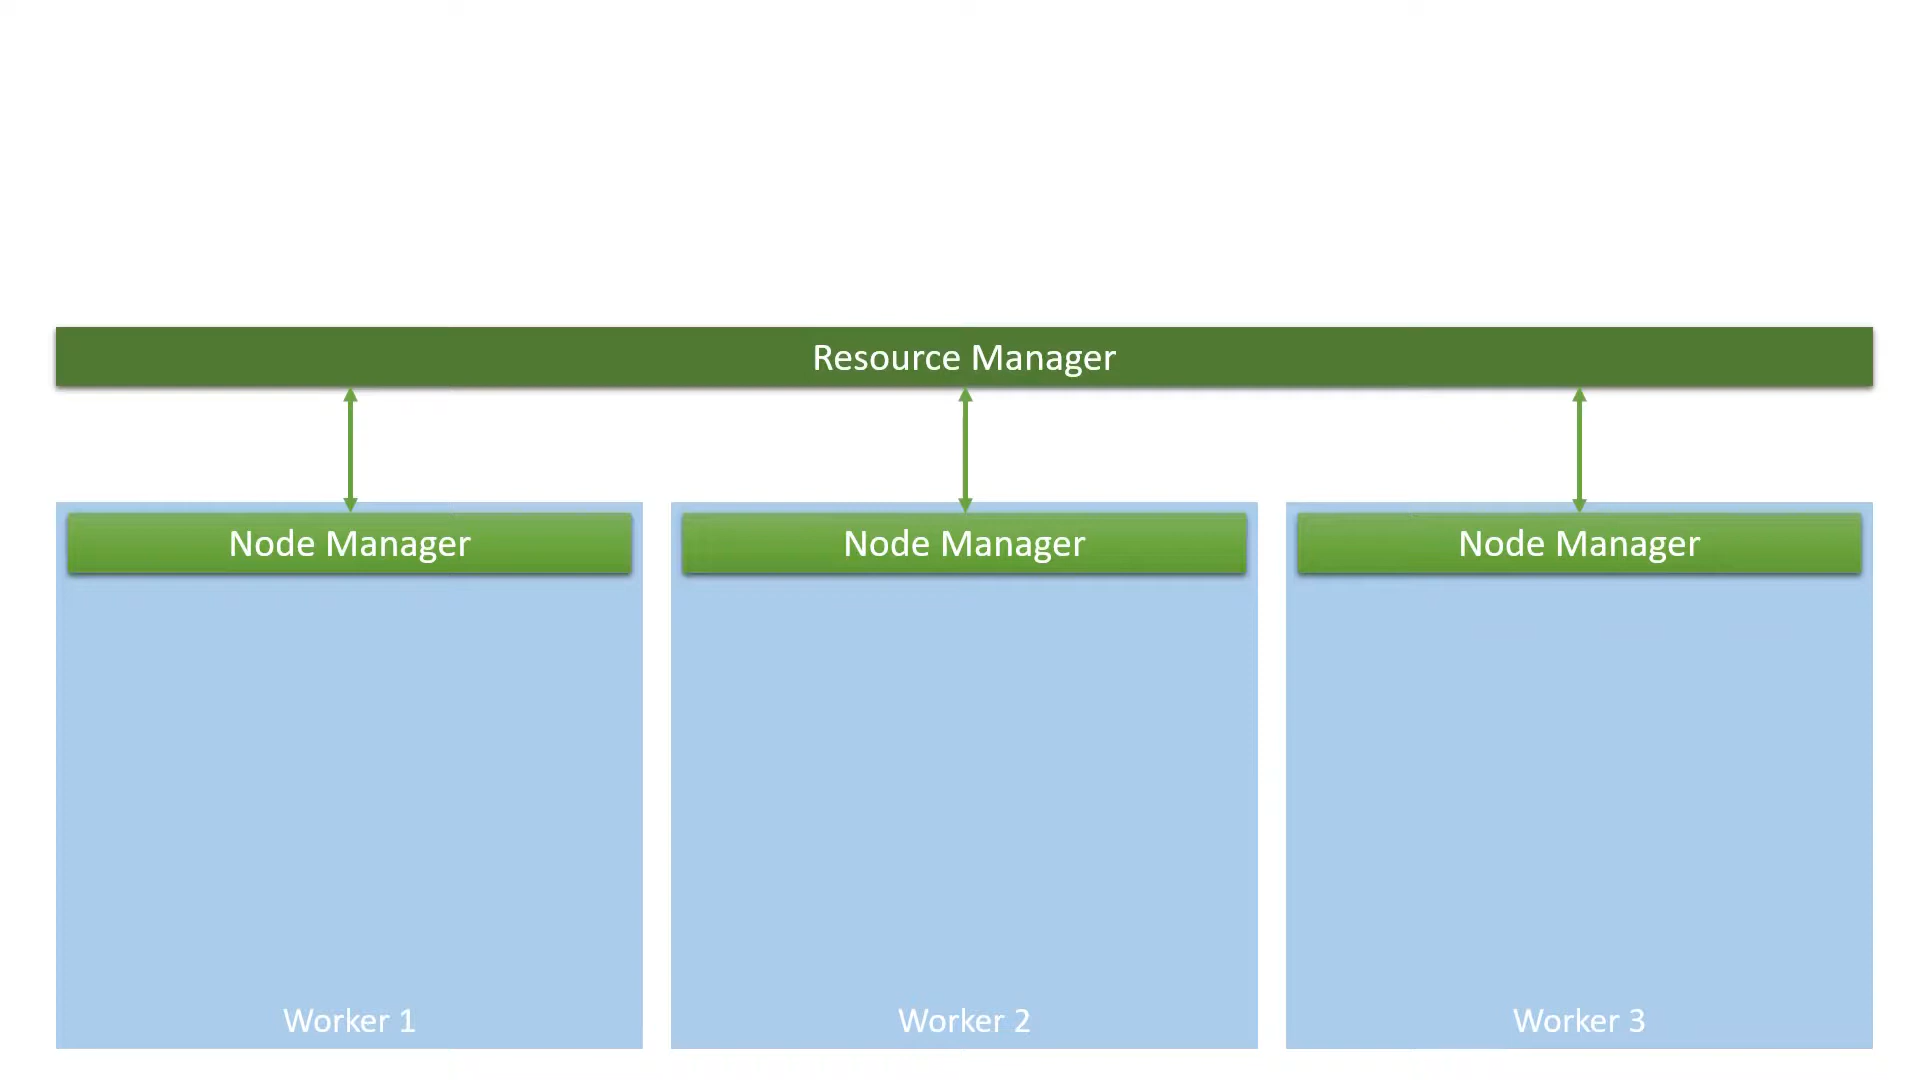 Resource Manager
Node Manager
Node Manager
Node Manager
Worker 1
Worker 2
Worker 3